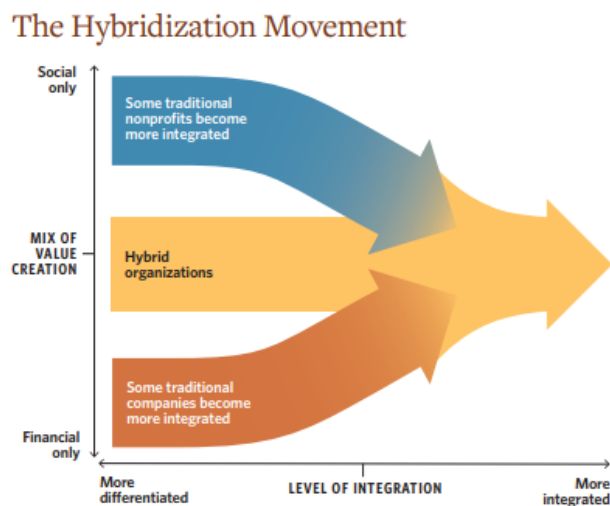 The Hybridization Movement
Social
only
Some traditional
nonprofits become
more integrated
MIX OF
VALUE
CREATION
Hybrid
organizations
Some traditional
companies become
more integrated
Financial
only
More
differentiated
LEVEL OF INTEGRATION
More
integrated